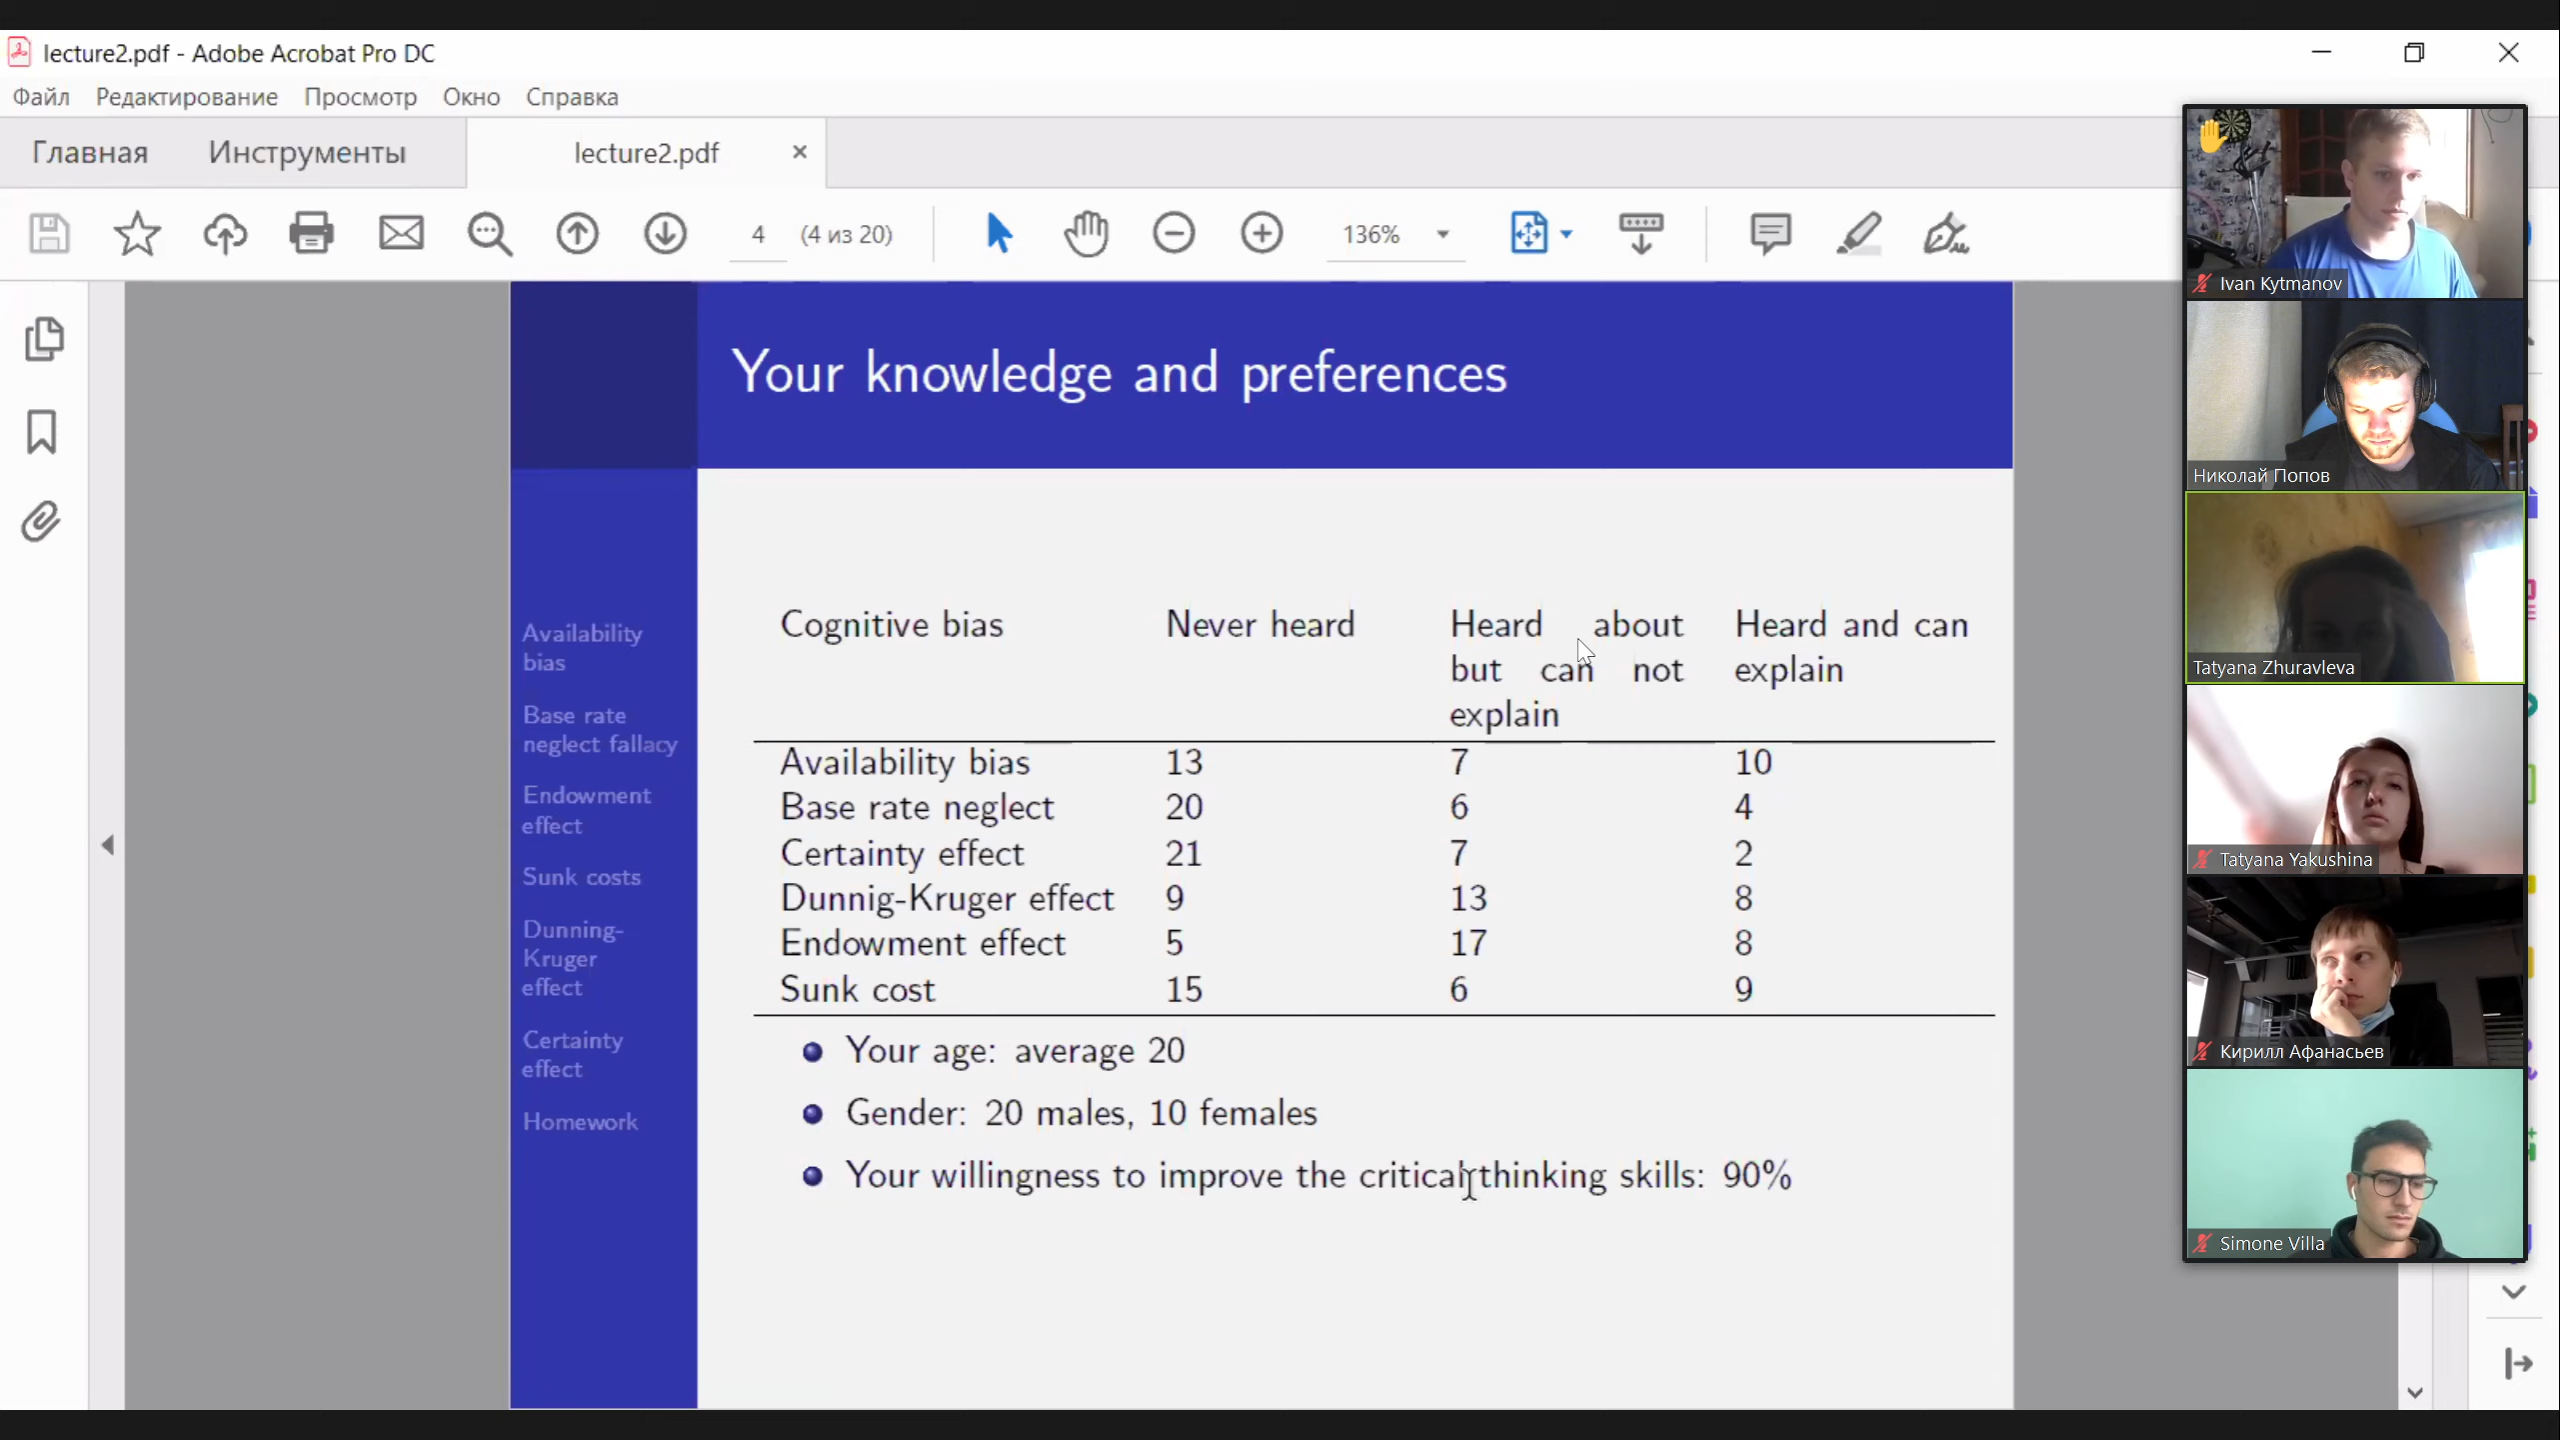 lecture2.pdf - Adobe Acrobat Pro DC
Файл Редактирование Просмотр Окно Справка
Главная Инструменты lecture2.pdf
4 (4 из 20) 136%
Your knowledge and preferences
Availability
bias
Base rate
neglect fallacy
Endowment
effect
Sunk costs
Dunning-
Kruger
effect
Certainty
effect
Homework
Cognitive bias Never heard Heard about but can not explain Heard and can explain
Availability bias 13 7 10
Base rate neglect 20 6 4
Certainty effect 21 7 2
Dunnig-Kruger effect 9 13 8
Endowment effect 5 17 8
Sunk cost 15 6 9
Your age: average 20
Gender: 20 males, 10 females
Your willingness to improve the critical thinking skills: 90%
Ivan Kytmanov
Николай Попов
Tatyana Zhuravleva
Tatyana Yakushina
Кирилл Афанасьев
Simone Villa